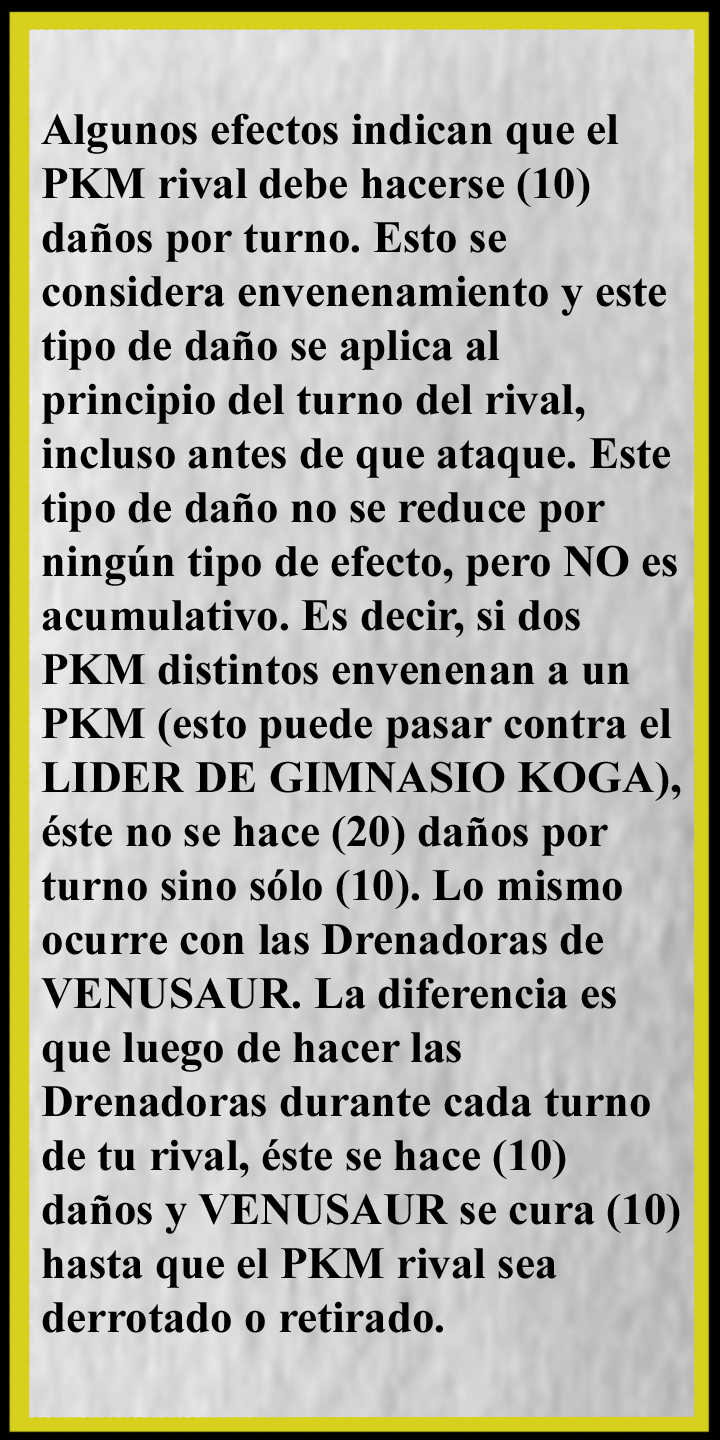 Algunos efectos indican que el
PKM rival debe hacerse (10)
daños por turno. Esto se
considera envenenamiento y este
tipo de daño se aplica al
principio del turno del rival,
incluso antes de que ataque. Este
tipo de daño no se reduce por
ningún tipo de efecto, pero NO es
acumulativo. Es decir, si dos
PKM distintos envenenan a un
PKM (esto puede pasar contra el
LIDER DE GIMNASIO KOGA),
éste no se hace (20) daños por
turno sino sólo (10). Lo mismo
ocurre con las Drenadoras de
VENUSAUR. La diferencia es
que luego de hacer las
Drenadoras durante cada turno
de tu rival, éste se hace (10)
daños y VENUSAUR se cura (10)
hasta que el PKM rival sea
derrotado o retirado.